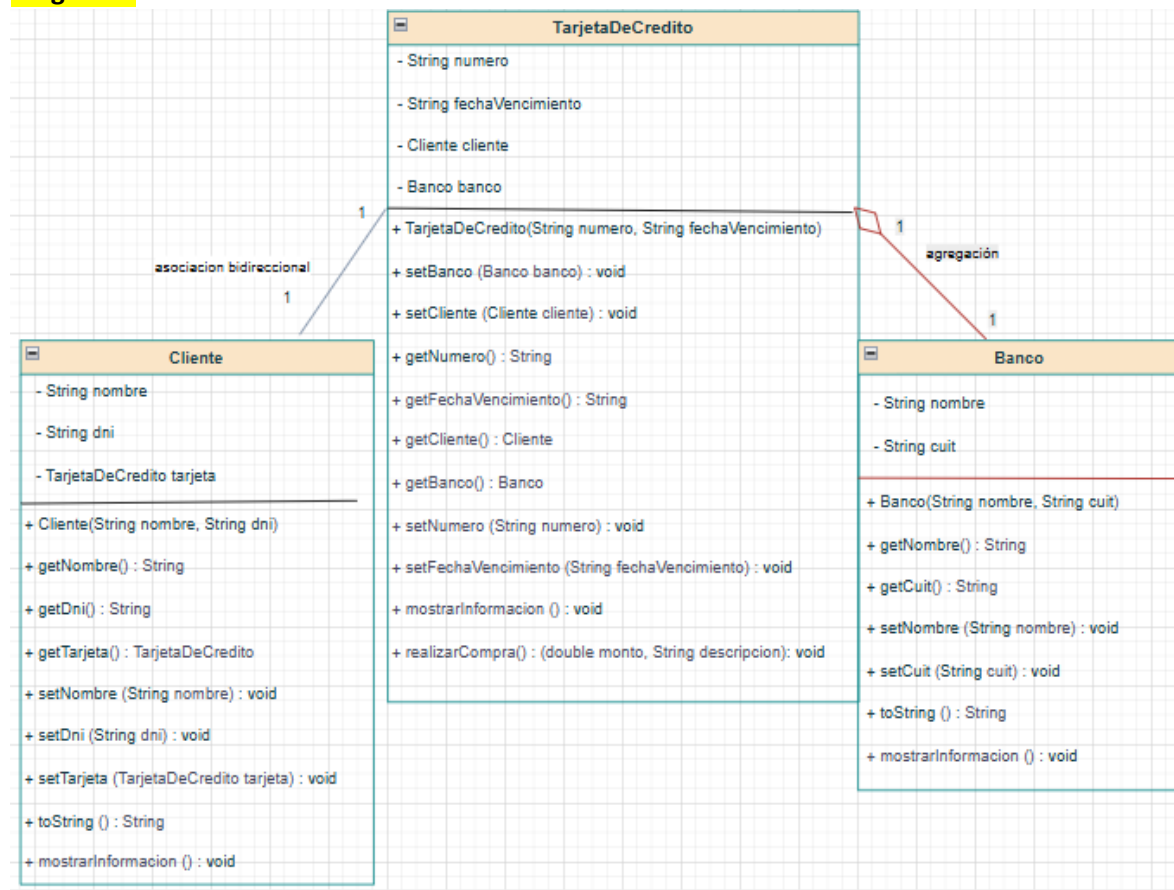 TarjetaDeCredito
- String numero
- String fechaVencimiento
- Cliente cliente
- Banco banco
+ TarjetaDeCredito(String numero, String fechaVencimiento)
+ setBanco (Banco banco) : void
+ setCliente (Cliente cliente) : void
+ getNumero() : String
+ getFechaVencimiento() : String
+ getCliente() : Cliente
+ getBanco() : Banco
+ setNumero (String numero) : void
+ setFechaVencimiento (String fechaVencimiento) : void
+ mostrarInformacion () : void
+ realizarCompra() : (double monto, String descripcion): void
1
asociacion bidireccional
1
1
agregación
1
Cliente
- String nombre
- String dni
- TarjetaDeCredito tarjeta
+ Cliente(String nombre, String dni)
+ getNombre() : String
+ getDni() : String
+ getTarjeta() : TarjetaDeCredito
+ setNombre (String nombre) : void
+ setDni (String dni) : void
+ setTarjeta (TarjetaDeCredito tarjeta) : void
+ toString () : String
+ mostrarInformacion () : void
Banco
- String nombre
- String cuit
+ Banco(String nombre, String cuit)
+ getNombre() : String
+ getCuit() : String
+ setNombre (String nombre) : void
+ setCuit (String cuit) : void
+ toString () : String
+ mostrarInformacion () : void